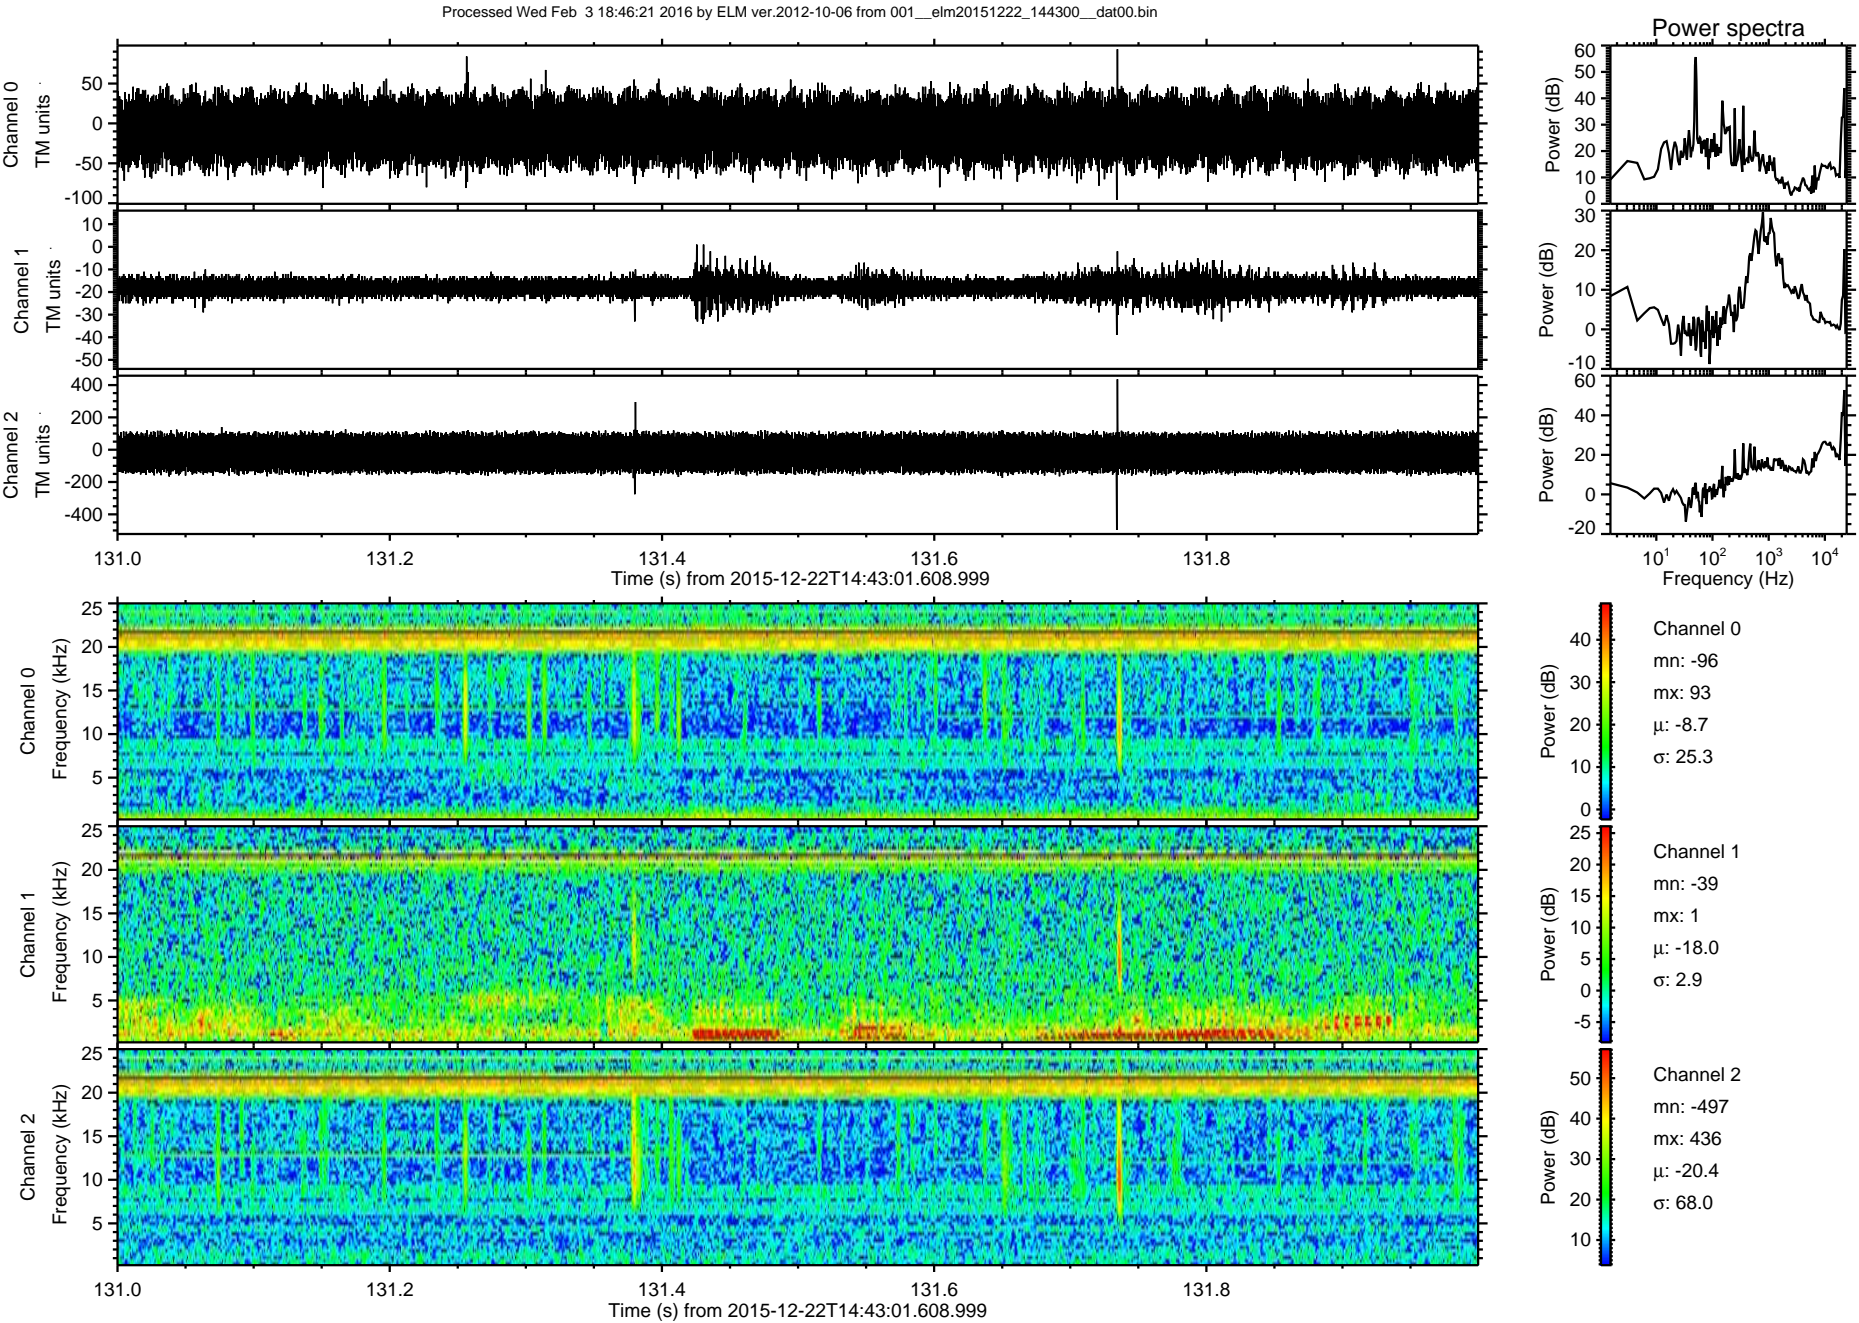 Processed Wed Feb  3 18:46:21 2016 by ELM ver.2012-10-06 from 001__elm20151222_144300__dat00.bin
Power spectra
Channel 0
TM units
50
0
-50
-100
Power (dB)
60
50
40
30
20
10
0
Channel 1
TM units
10
0
-10
-20
-30
-40
-50
Power (dB)
30
20
10
0
-10
Channel 2
TM units
400
200
0
-200
-400
Power (dB)
60
40
20
0
-20
131.0 131.2 131.4 131.6 131.8
Time (s) from 2015-12-22T14:43:01.608.999
10^1 10^2 10^3 10^4
Frequency (Hz)
Channel 0
Frequency (kHz)
25
20
15
10
5
Power (dB)
40
30
20
10
0
Channel 0
mn: -96
mx: 93
µ: -8.7
σ: 25.3
Channel 1
Frequency (kHz)
25
20
15
10
5
Power (dB)
25
20
15
10
5
0
-5
Channel 1
mn: -39
mx: 1
µ: -18.0
σ: 2.9
Channel 2
Frequency (kHz)
25
20
15
10
5
Power (dB)
50
40
30
20
10
Channel 2
mn: -497
mx: 436
µ: -20.4
σ: 68.0
131.0 131.2 131.4 131.6 131.8
Time (s) from 2015-12-22T14:43:01.608.999